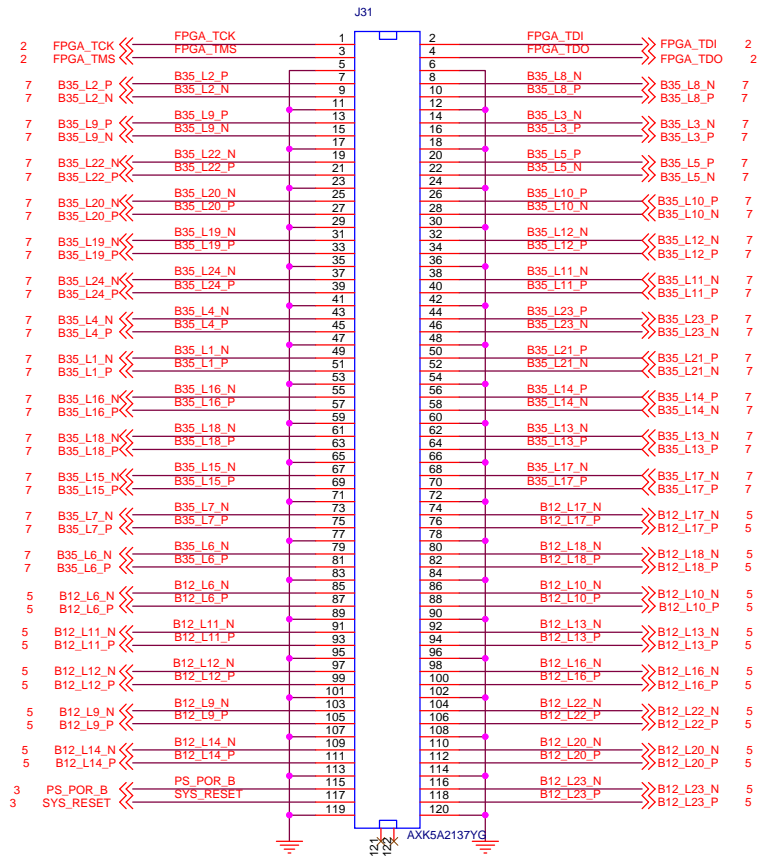 J31
FPGA_TCK 1 2 FPGA_TDI
2 FPGA_TCK FPGA_TDI 2
FPGA_TMS 3 4 FPGA_TDO
2 FPGA_TMS FPGA_TDO 2
5 6
7 B35_L2_P B35_L2_P 7 8 B35_L8_N B35_L8_N 7
7 B35_L2_N B35_L2_N 9 10 B35_L8_P B35_L8_P 7
11 12
7 B35_L9_P B35_L9_P 13 14 B35_L3_N B35_L3_N 7
7 B35_L9_N B35_L9_N 15 16 B35_L3_P B35_L3_P 7
17 18
7 B35_L22_N B35_L22_N 19 20 B35_L5_P B35_L5_P 7
7 B35_L22_P B35_L22_P 21 22 B35_L5_N B35_L5_N 7
23 24
7 B35_L20_N B35_L20_N 25 26 B35_L10_P B35_L10_P 7
7 B35_L20_P B35_L20_P 27 28 B35_L10_N B35_L10_N 7
29 30
7 B35_L19_N B35_L19_N 31 32 B35_L12_N B35_L12_N 7
7 B35_L19_P B35_L19_P 33 34 B35_L12_P B35_L12_P 7
35 36
7 B35_L24_N B35_L24_N 37 38 B35_L11_N B35_L11_N 7
7 B35_L24_P B35_L24_P 39 40 B35_L11_P B35_L11_P 7
41 42
7 B35_L4_N B35_L4_N 43 44 B35_L23_P B35_L23_P 7
7 B35_L4_P B35_L4_P 45 46 B35_L23_N B35_L23_N 7
47 48
7 B35_L1_N B35_L1_N 49 50 B35_L21_P B35_L21_P 7
7 B35_L1_P B35_L1_P 51 52 B35_L21_N B35_L21_N 7
53 54
7 B35_L16_N B35_L16_N 55 56 B35_L14_P B35_L14_P 7
7 B35_L16_P B35_L16_P 57 58 B35_L14_N B35_L14_N 7
59 60
7 B35_L18_N B35_L18_N 61 62 B35_L13_N B35_L13_N 7
7 B35_L18_P B35_L18_P 63 64 B35_L13_P B35_L13_P 7
65 66
7 B35_L15_N B35_L15_N 67 68 B35_L17_N B35_L17_N 7
7 B35_L15_P B35_L15_P 69 70 B35_L17_P B35_L17_P 7
71 72
7 B35_L7_N B35_L7_N 73 74 B12_L17_N B12_L17_N 5
7 B35_L7_P B35_L7_P 75 76 B12_L17_P B12_L17_P 5
77 78
7 B35_L6_N B35_L6_N 79 80 B12_L18_N B12_L18_N 5
7 B35_L6_P B35_L6_P 81 82 B12_L18_P B12_L18_P 5
83 84
5 B12_L6_N B12_L6_N 85 86 B12_L10_N B12_L10_N 5
5 B12_L6_P B12_L6_P 87 88 B12_L10_P B12_L10_P 5
89 90
5 B12_L11_N B12_L11_N 91 92 B12_L13_N B12_L13_N 5
5 B12_L11_P B12_L11_P 93 94 B12_L13_P B12_L13_P 5
95 96
5 B12_L12_N B12_L12_N 97 98 B12_L16_N B12_L16_N 5
5 B12_L12_P B12_L12_P 99 100 B12_L16_P B12_L16_P 5
101 102
5 B12_L9_N B12_L9_N 103 104 B12_L22_N B12_L22_N 5
5 B12_L9_P B12_L9_P 105 106 B12_L22_P B12_L22_P 5
107 108
5 B12_L14_N B12_L14_N 109 110 B12_L20_N B12_L20_N 5
5 B12_L14_P B12_L14_P 111 112 B12_L20_P B12_L20_P 5
113 114
3 PS_POR_B PS_POR_B 115 116 B12_L23_N B12_L23_N 5
3 SYS_RESET SYS_RESET 117 118 B12_L23_P B12_L23_P 5
119 120
AXK5A2137YG
121
122